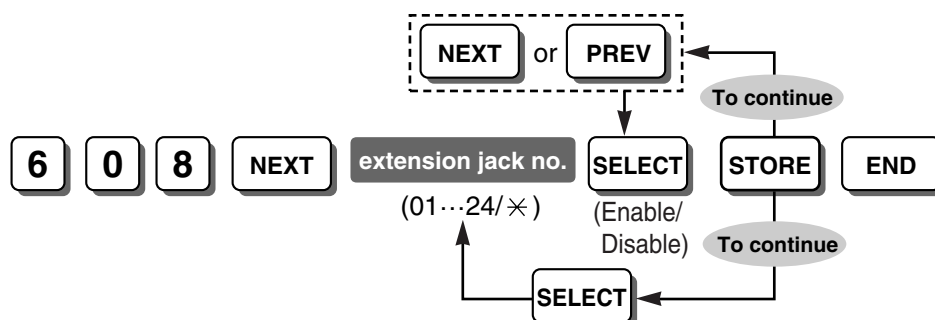 NEXT or PREV
To continue
6 0 8 NEXT extension jack no. SELECT STORE END
(01···24/✳) (Enable/
Disable) To continue
SELECT